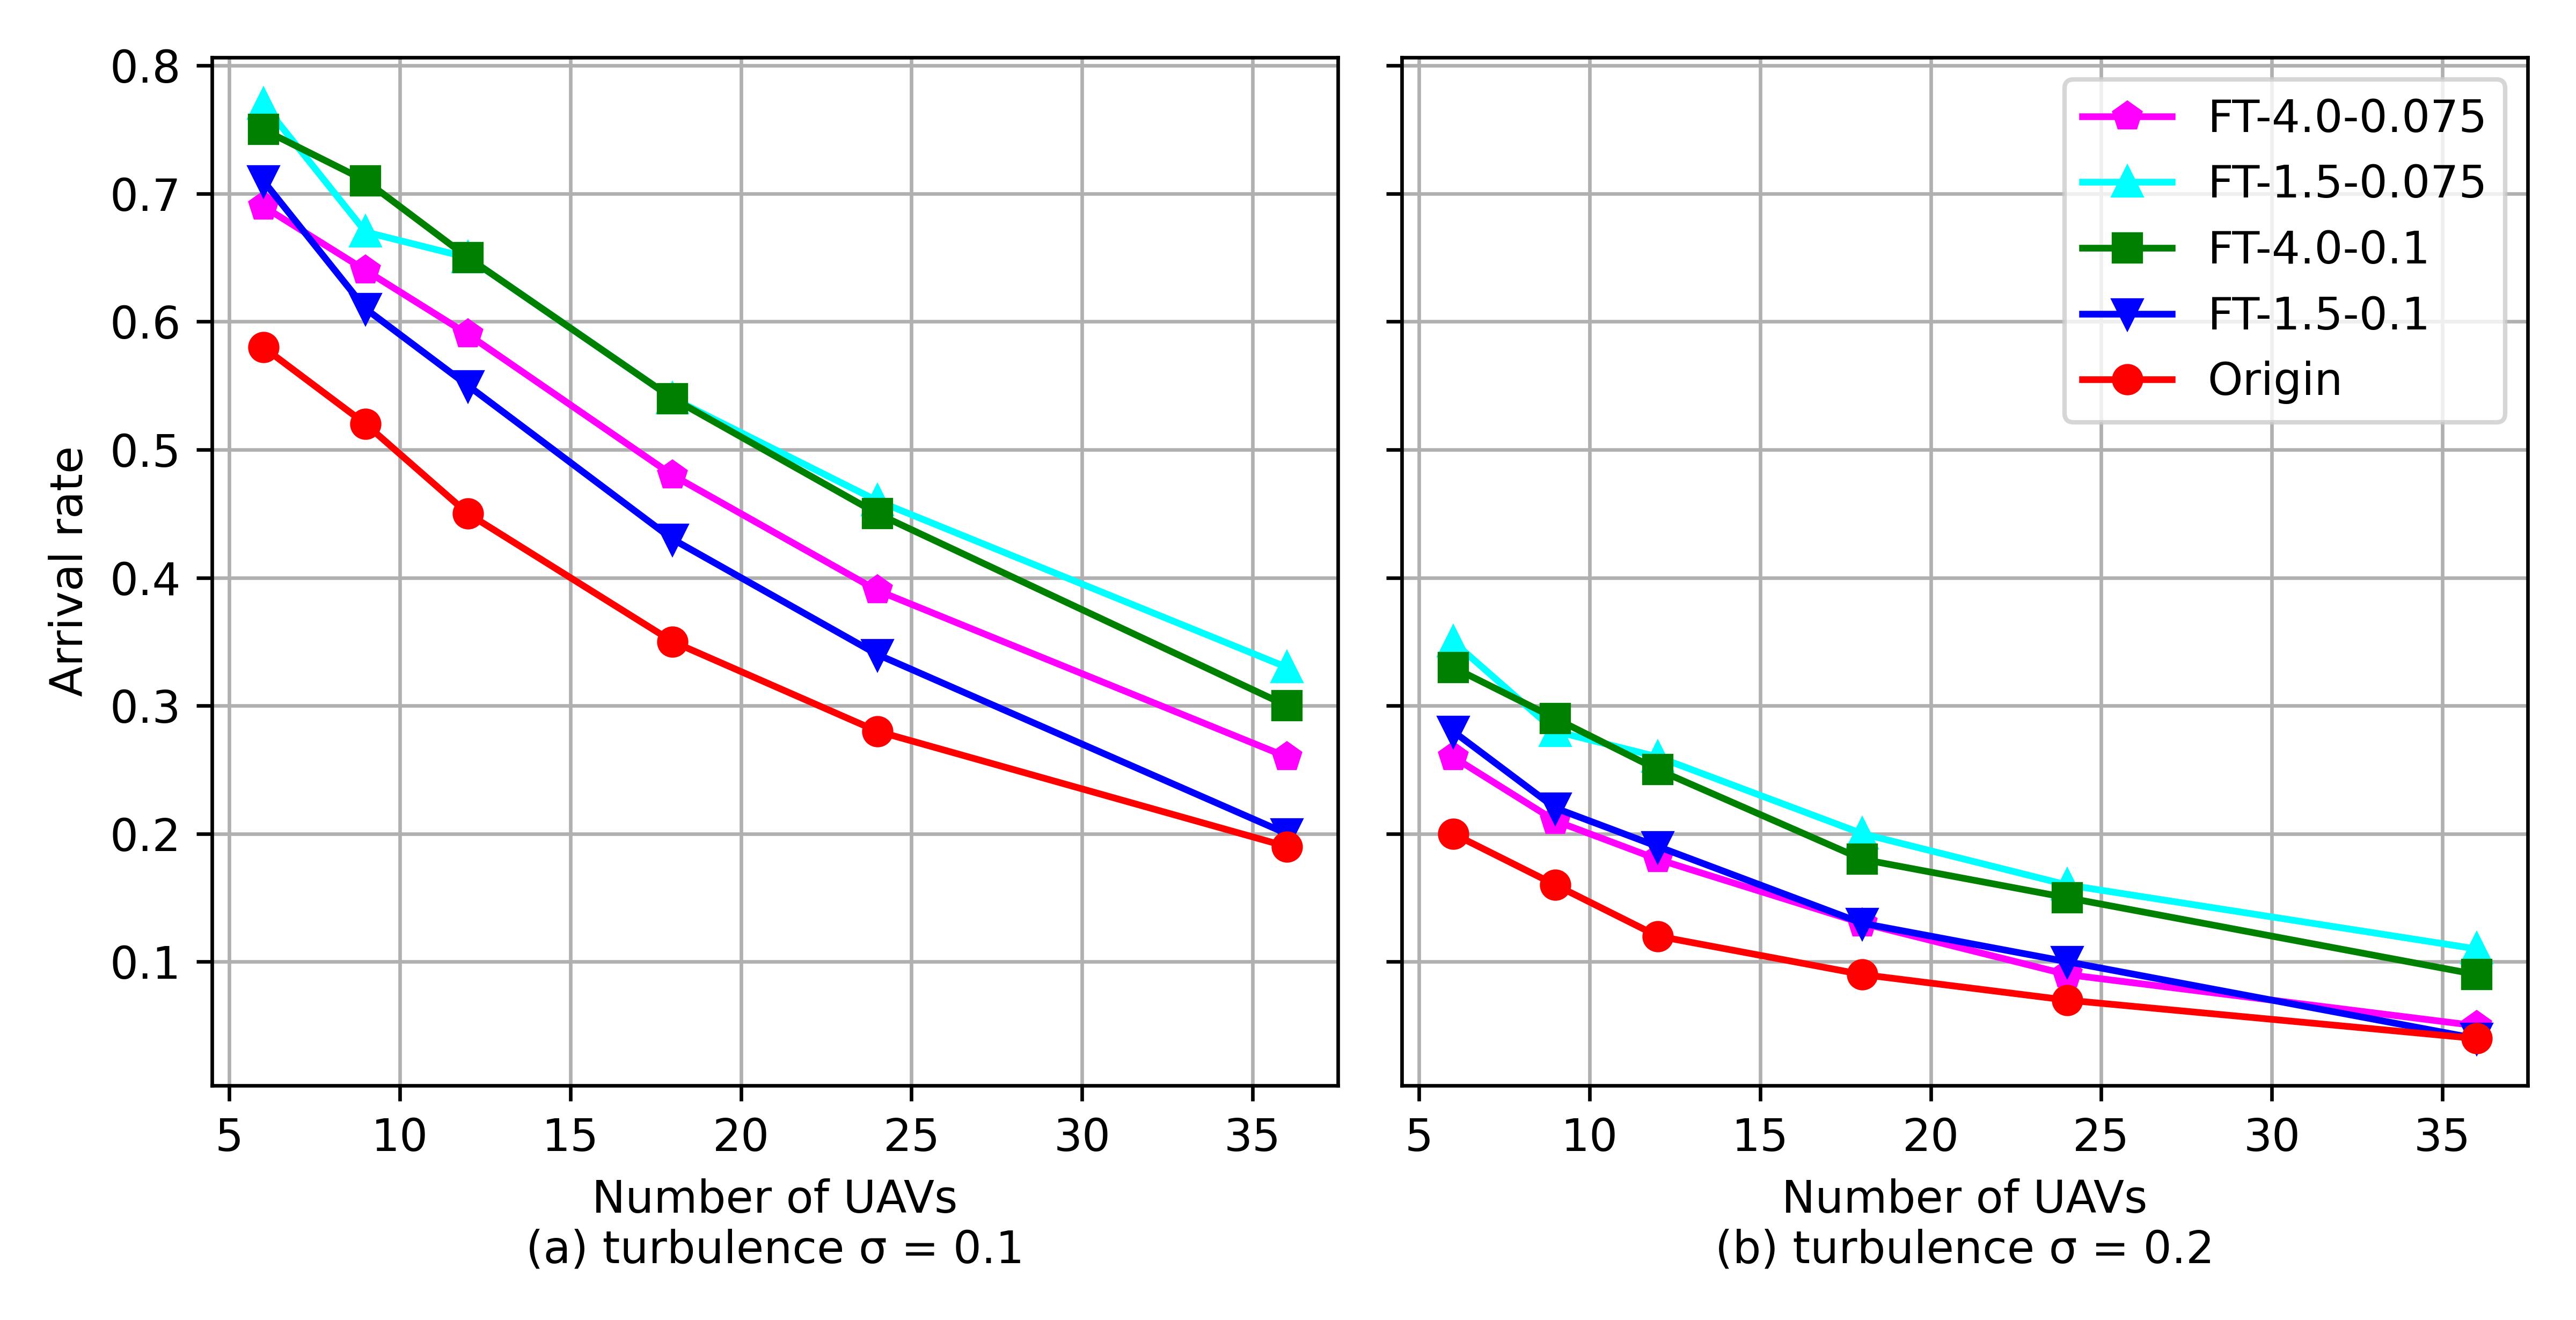 0.8
0.7
0.6
0.5
0.4
0.3
0.2
0.1
Arrival rate
5 10 15 20 25 30 35
Number of UAVs
(a) turbulence σ = 0.1
FT-4.0-0.075
FT-1.5-0.075
FT-4.0-0.1
FT-1.5-0.1
Origin
5 10 15 20 25 30 35
Number of UAVs
(b) turbulence σ = 0.2